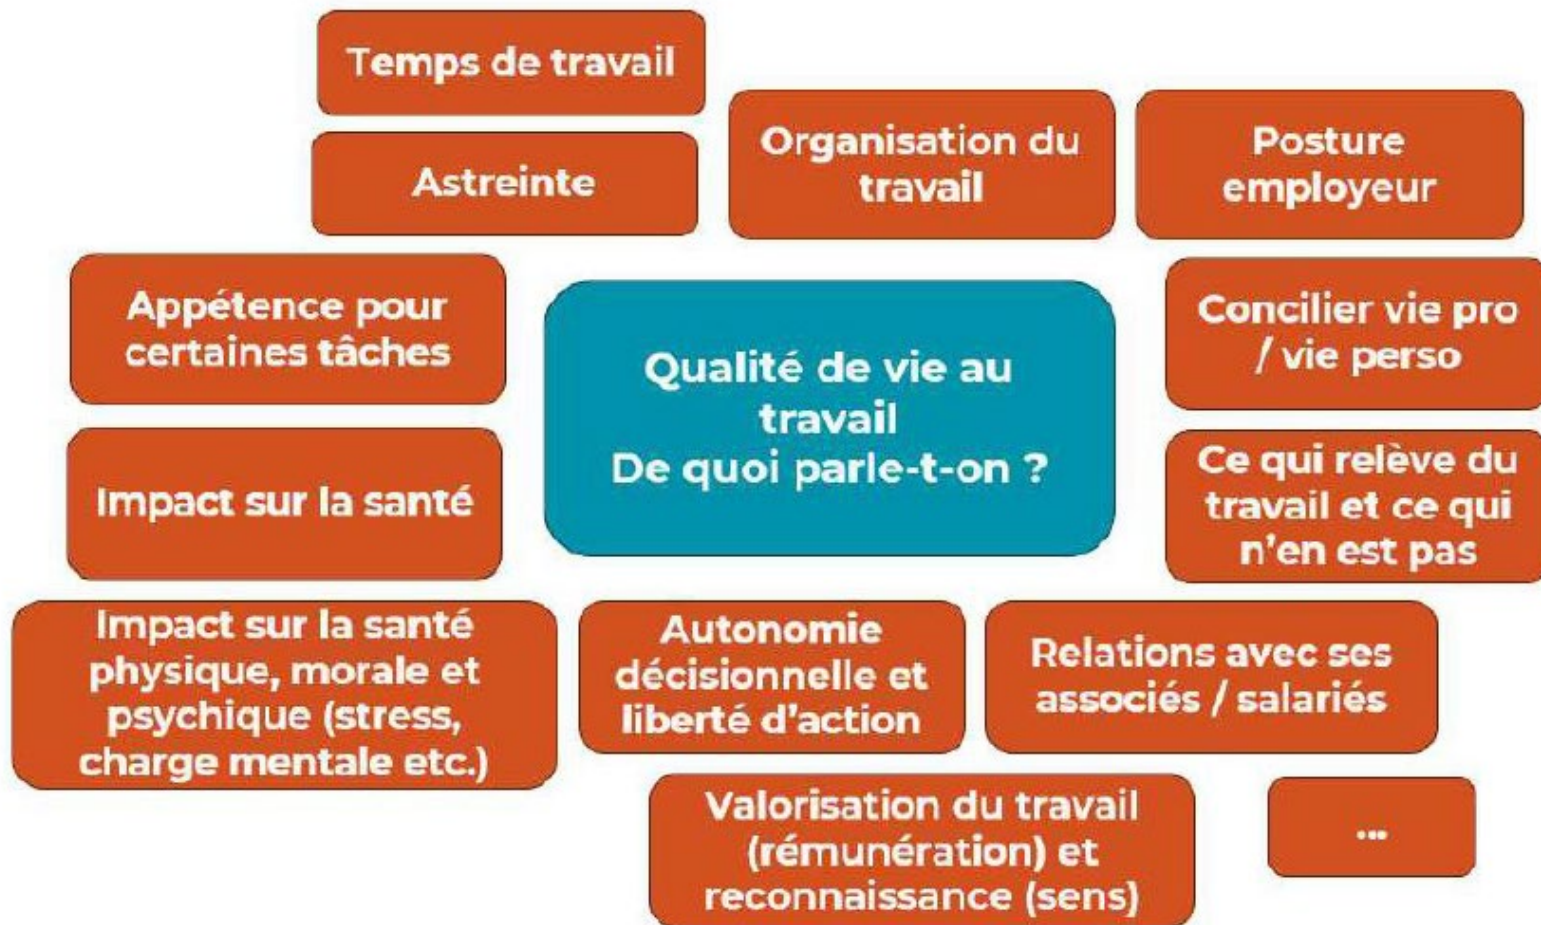 Temps de travail
Astreinte
Organisation du
travail
Posture
employeur
Appétence pour
certaines tâches
Qualité de vie au
travail
De quoi parle-t-on ?
Concilier vie pro
/ vie perso
Impact sur la santé
Ce qui relève du
travail et ce qui
n'en est pas
Impact sur la santé
physique, morale et
psychique (stress,
charge mentale etc.)
Autonomie
décisionnelle et
liberté d'action
Relations avec ses
associés / salariés
Valorisation du travail
(rémunération) et
reconnaissance (sens)
...